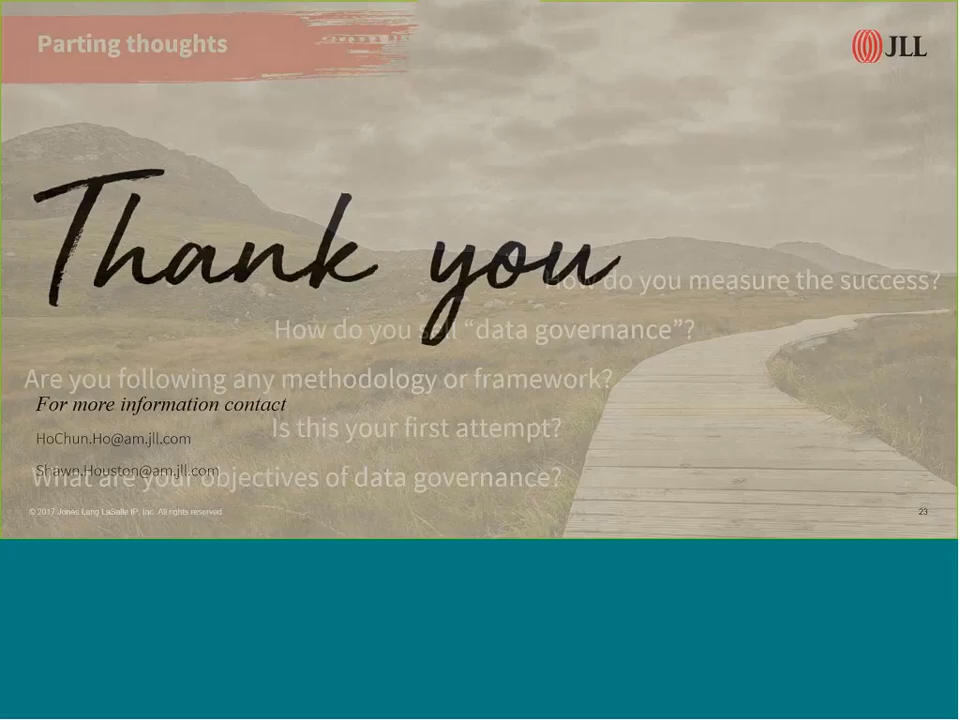 Parting thoughts
JLL
Thank you
How do you measure the success?
How do you sell “data governance”?
Are you following any methodology or framework?
For more information contact
Is this your first attempt?
HoChun.Ho@am.jll.com
Shawn.Houston@am.jll.com
What are your objectives of data governance?
© 2017 Jones Lang LaSalle IP, Inc. All rights reserved.
23